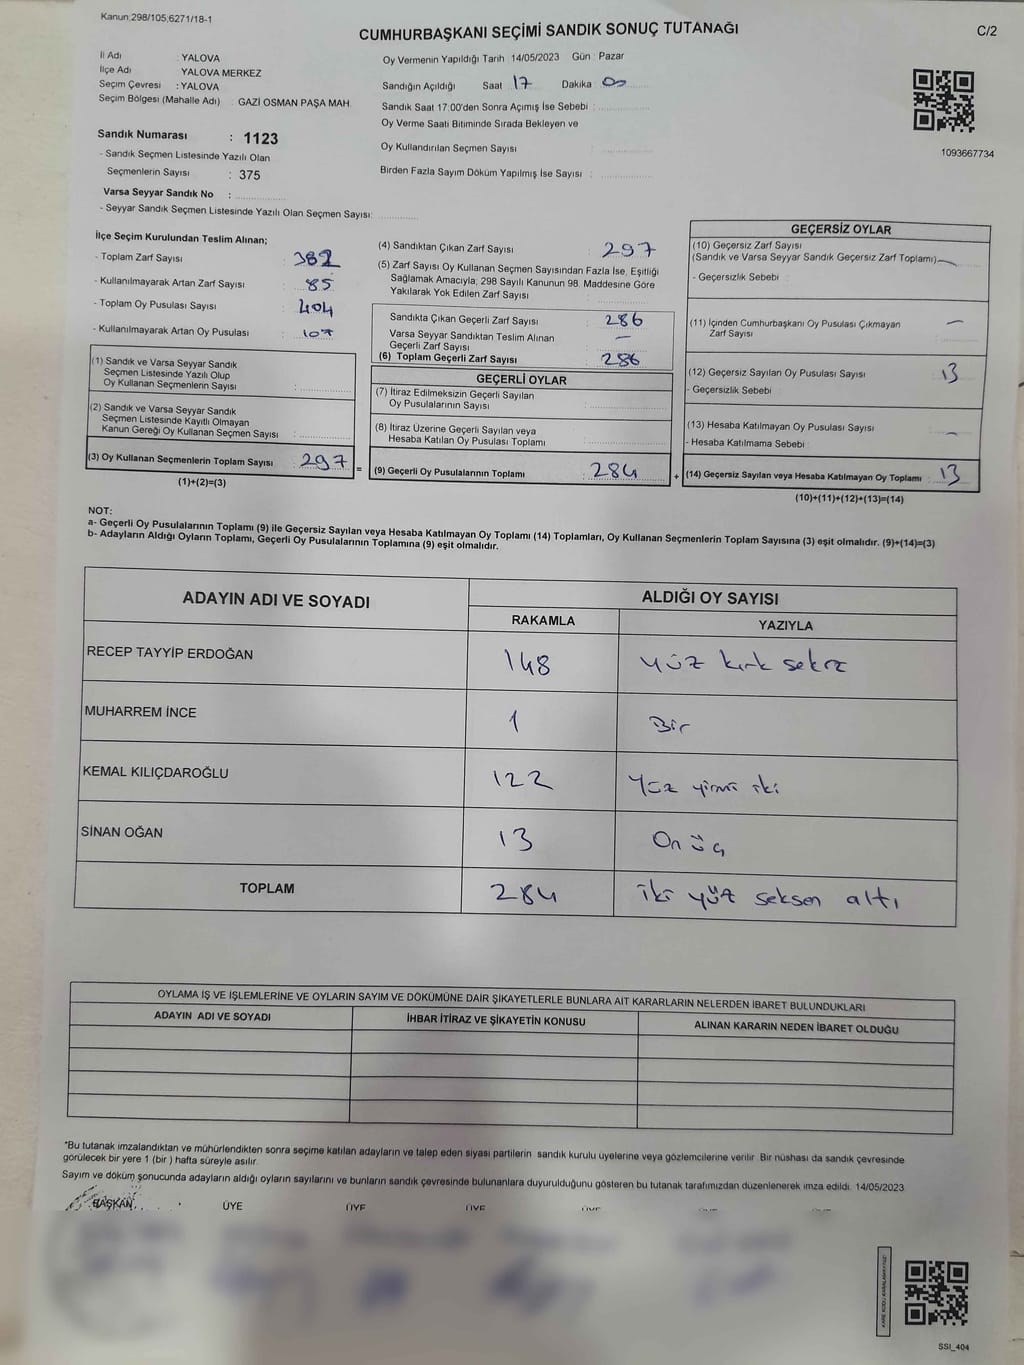 Kanun;298/105;6271/18-1
CUMHURBAŞKANI SEÇİMİ SANDIK SONUÇ TUTANAĞI
C/2
İl Adı : YALOVA
İlçe Adı : YALOVA MERKEZ
Seçim Çevresi : YALOVA
Seçim Bölgesi (Mahalle Adı) : GAZİ OSMAN PAŞA MAH.
Oy Vermenin Yapıldığı Tarih 14/05/2023 Gün : Pazar
Sandığın Açıldığı Saat 17 Dakika 00
Sandık Saat 17:00'den Sonra Açımış İse Sebebi :
Oy Verme Saati Bitiminde Sırada Bekleyen ve
Oy Kullandırılan Seçmen Sayısı :
Birden Fazla Sayım Döküm Yapılmış İse Sayısı :
1093667734
Sandık Numarası : 1123
- Sandık Seçmen Listesinde Yazılı Olan
Seçmenlerin Sayısı : 375
Varsa Seyyar Sandık No :
- Seyyar Sandık Seçmen Listesinde Yazılı Olan Seçmen Sayısı:
İlçe Seçim Kurulundan Teslim Alınan;
- Toplam Zarf Sayısı : 382
- Kullanılmayarak Artan Zarf Sayısı : 85
- Toplam Oy Pusulası Sayısı : 404
- Kullanılmayarak Artan Oy Pusulası : 107
(1) Sandık ve Varsa Seyyar Sandık
Seçmen Listesinde Yazılı Olup
Oy Kullanan Seçmenlerin Sayısı :
(2) Sandık ve Varsa Seyyar Sandık
Seçmen Listesinde Kayıtlı Olmayan
Kanun Gereği Oy Kullanan Seçmen Sayısı :
(3) Oy Kullanan Seçmenlerin Toplam Sayısı : 297
(1)+(2)=(3)
=
(4) Sandıktan Çıkan Zarf Sayısı : 297
(5) Zarf Sayısı Oy Kullanan Seçmen Sayısından Fazla İse, Eşitliği
Sağlamak Amacıyla, 298 Sayılı Kanunun 98. Maddesine Göre
Yakılarak Yok Edilen Zarf Sayısı :
Sandıkta Çıkan Geçerli Zarf Sayısı : 286
Varsa Seyyar Sandıktan Teslim Alınan
Geçerli Zarf Sayısı : —
(6) Toplam Geçerli Zarf Sayısı : 286
GEÇERLİ OYLAR
(7) İtiraz Edilmeksizin Geçerli Sayılan
Oy Pusulalarının Sayısı :
(8) İtiraz Üzerine Geçerli Sayılan veya
Hesaba Katılan Oy Pusulası Toplamı :
(9) Geçerli Oy Pusulalarının Toplamı : 284
+
GEÇERSİZ OYLAR
(10) Geçersiz Zarf Sayısı
(Sandık ve Varsa Seyyar Sandık Geçersiz Zarf Toplamı) : —
- Geçersizlik Sebebi :
(11) İçinden Cumhurbaşkanı Oy Pusulası Çıkmayan
Zarf Sayısı : —
(12) Geçersiz Sayılan Oy Pusulası Sayısı : 13
- Geçersizlik Sebebi :
(13) Hesaba Katılmayan Oy Pusulası Sayısı : —
- Hesaba Katılmama Sebebi :
(14) Geçersiz Sayılan veya Hesaba Katılmayan Oy Toplamı : 13
(10)+(11)+(12)+(13)=(14)
NOT:
a- Geçerli Oy Pusulalarının Toplamı (9) ile Geçersiz Sayılan veya Hesaba Katılmayan Oy Toplamı (14) Toplamları, Oy Kullanan Seçmenlerin Toplam Sayısına (3) eşit olmalıdır. (9)+(14)=(3)
b- Adayların Aldığı Oyların Toplamı, Geçerli Oy Pusulalarının Toplamına (9) eşit olmalıdır.
ADAYIN ADI VE SOYADI
ALDIĞI OY SAYISI
RAKAMLA YAZIYLA
RECEP TAYYİP ERDOĞAN 148 yüz kırk sekiz
MUHARREM İNCE 1 Bir
KEMAL KILIÇDAROĞLU 122 Yüz yirmi iki
SİNAN OĞAN 13 On üç
TOPLAM 284 iki yüz seksen altı
OYLAMA İŞ VE İŞLEMLERİNE VE OYLARIN SAYIM VE DÖKÜMÜNE DAİR ŞİKAYETLERLE BUNLARA AİT KARARLARIN NELERDEN İBARET BULUNDUKLARI
ADAYIN ADI VE SOYADI İHBAR İTİRAZ VE ŞİKAYETİN KONUSU ALINAN KARARIN NEDEN İBARET OLDUĞU
*Bu tutanak imzalandıktan ve mühürlendikten sonra seçime katılan adayların ve talep eden siyasi partilerin sandık kurulu üyelerine veya gözlemcilerine verilir. Bir nüshası da sandık çevresinde
görülecek bir yere 1 (bir ) hafta süreyle asılır.
Sayım ve döküm sonucunda adayların aldığı oyların sayılarını ve bunların sandık çevresinde bulunanlara duyurulduğunu gösteren bu tutanak tarafımızdan düzenlenerek imza edildi. 14/05/2023
BAŞKAN ÜYE ÜYE ÜYE
SSI_404